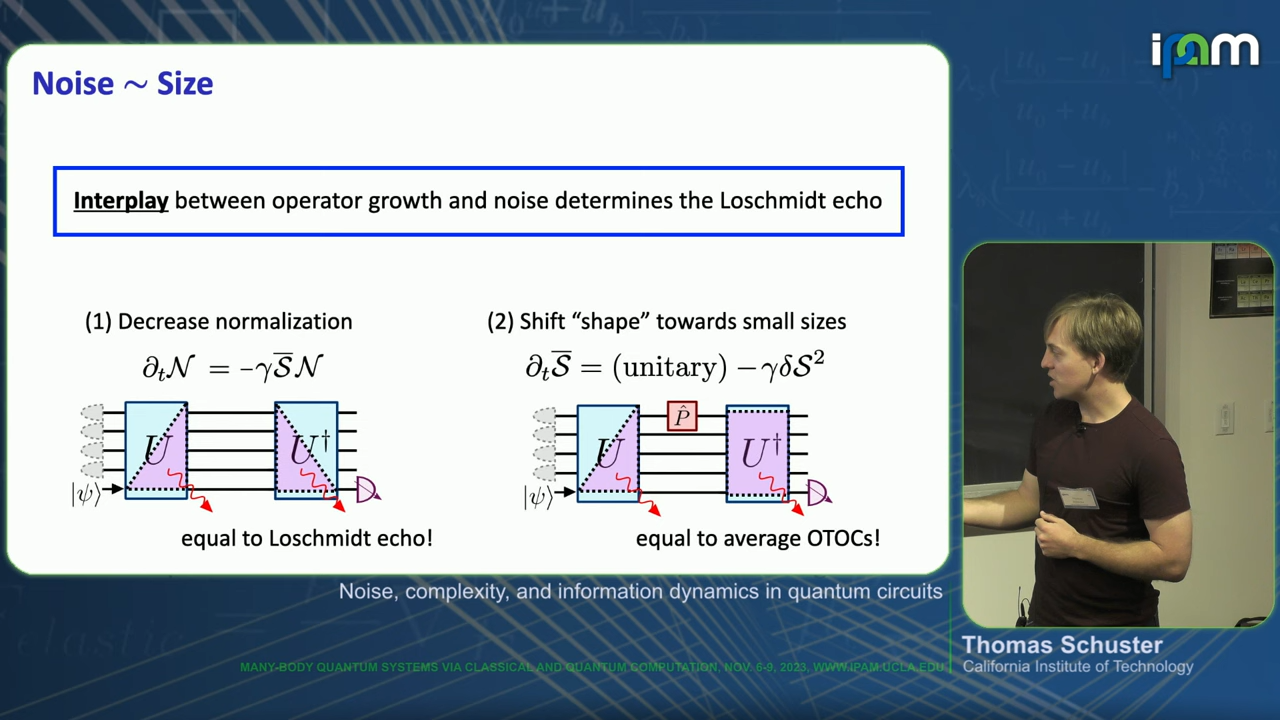 ipam
Noise ~ Size
Interplay between operator growth and noise determines the Loschmidt echo
(1) Decrease normalization
(2) Shift “shape” towards small sizes
∂ₜ𝒩 = −γ𝒮̅𝒩
∂ₜ𝒮̅ = (unitary) − γδ𝒮²
U U†
|ψ⟩
U P̂ U†
|ψ⟩
equal to Loschmidt echo!
equal to average OTOCs!
Noise, complexity, and information dynamics in quantum circuits
Thomas Schuster
California Institute of Technology
MANY-BODY QUANTUM SYSTEMS VIA CLASSICAL AND QUANTUM COMPUTATION, NOV. 6-9, 2023, WWW.IPAM.UCLA.EDU
elastic